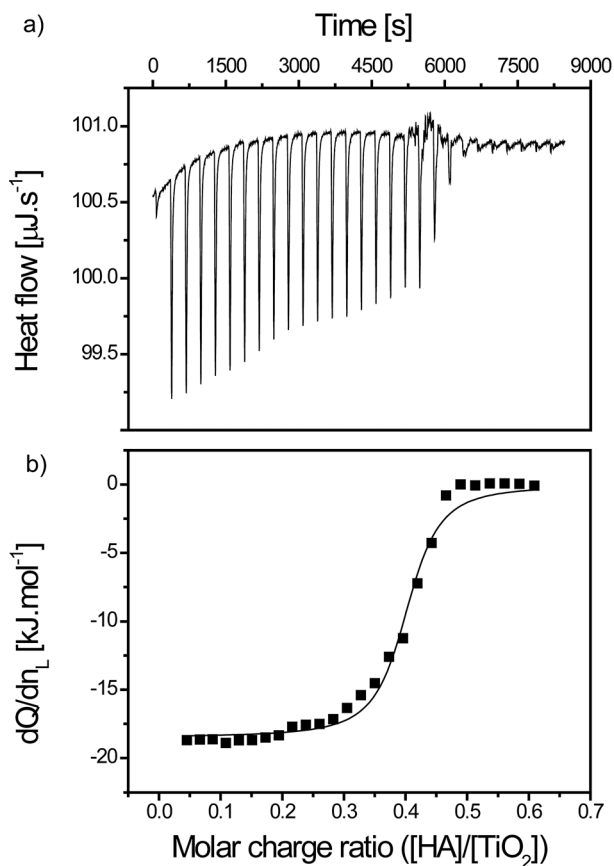 a)
Time [s]
0 1500 3000 4500 6000 7500 9000
101.0
100.5
100.0
99.5
Heat flow [μJ.s⁻¹]
b)
0
-5
-10
-15
-20
dQ/dn_L [kJ.mol⁻¹]
0.0 0.1 0.2 0.3 0.4 0.5 0.6 0.7
Molar charge ratio ([HA]/[TiO₂])